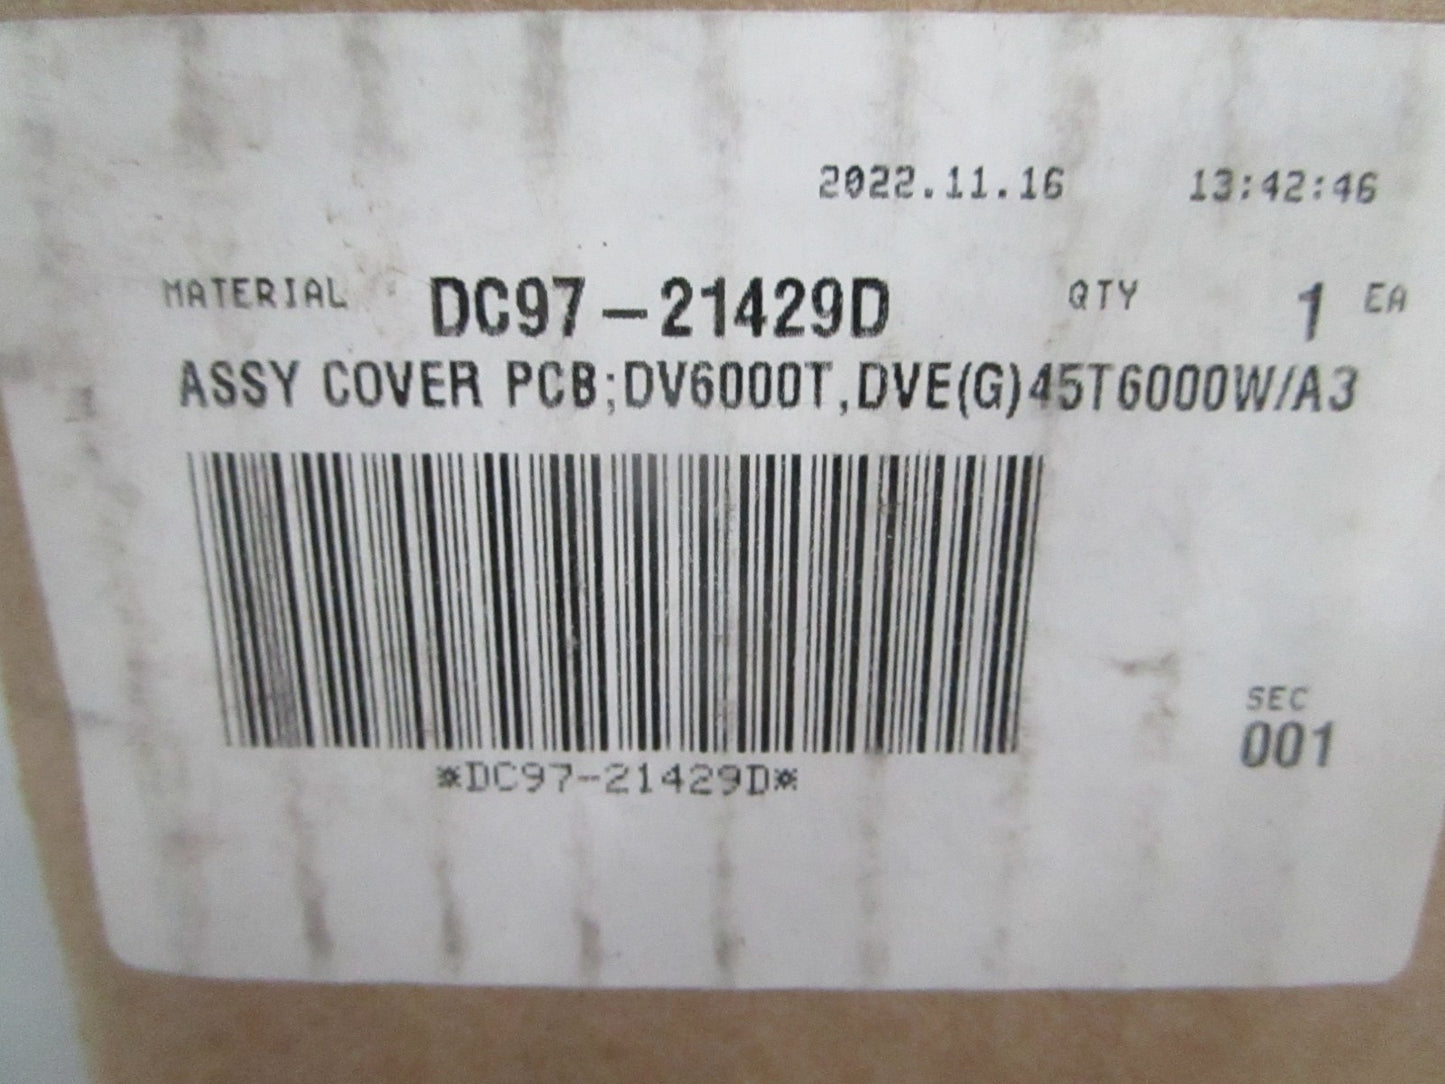 2022.11.16 13:42:46
MATERIAL DC97-21429D QTY 1 EA
ASSY COVER PCB;DV6000T,DVE(G)45T6000W/A3
SEC
001
*DC97-21429D*